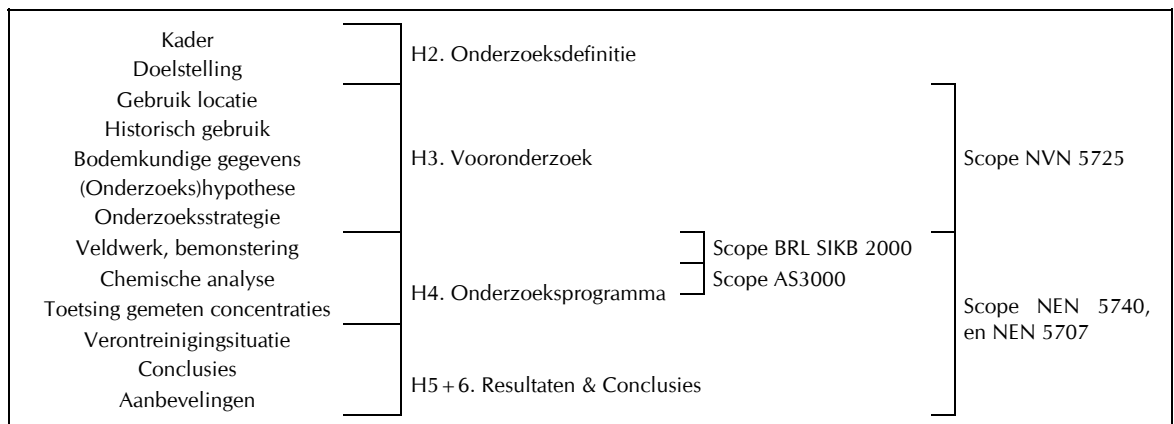 Kader
Doelstelling
H2. Onderzoeksdefinitie
Gebruik locatie
Historisch gebruik
Bodemkundige gegevens
(Onderzoeks)hypothese
Onderzoeksstrategie
H3. Vooronderzoek
Scope NVN 5725
Veldwerk, bemonstering
Chemische analyse
Toetsing gemeten concentraties
H4. Onderzoeksprogramma
Scope BRL SIKB 2000
Scope AS3000
Scope NEN 5740,
en NEN 5707
Verontreinigingsituatie
Conclusies
Aanbevelingen
H5+6. Resultaten & Conclusies